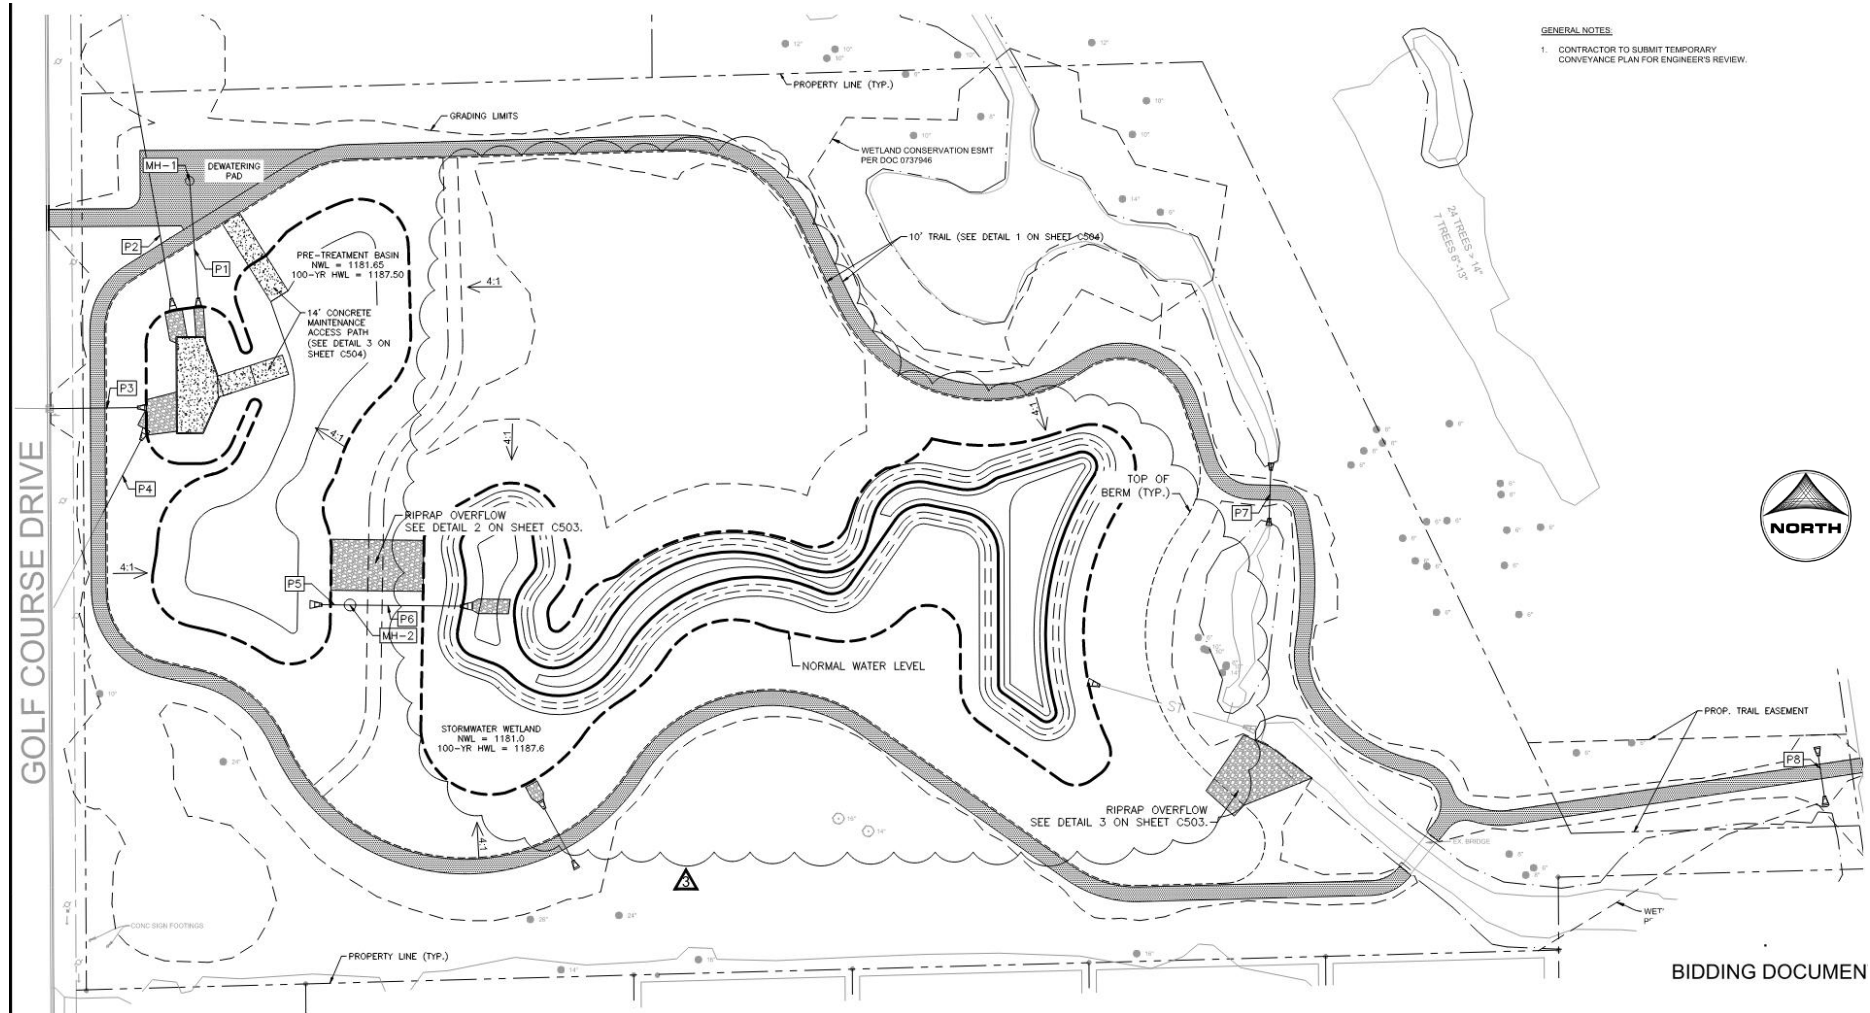 GENERAL NOTES:
1. CONTRACTOR TO SUBMIT TEMPORARY
CONVEYANCE PLAN FOR ENGINEER'S REVIEW.
PROPERTY LINE (TYP.)
GRADING LIMITS
WETLAND CONSERVATION ESMT
PER DOC 0737946
MH-1
DEWATERING
PAD
24 TREES > 14"
7 TREES 6"-13"
10' TRAIL (SEE DETAIL 1 ON SHEET C504)
P2
P1
PRE-TREATMENT BASIN
NWL = 1181.65
100-YR HWL = 1187.50
4:1
14' CONCRETE
MAINTENANCE
ACCESS PATH
(SEE DETAIL 3 ON
SHEET C504)
P3
4:1
4:1
4:1
P4
TOP OF
BERM (TYP.)
P7
RIPRAP OVERFLOW
SEE DETAIL 2 ON SHEET C503.
NORTH
4:1
P5
P6
MH-2
GOLF COURSE DRIVE
NORMAL WATER LEVEL
ST
PROP. TRAIL EASEMENT
STORMWATER WETLAND
NWL = 1181.0
100-YR HWL = 1187.6
P8
RIPRAP OVERFLOW
SEE DETAIL 3 ON SHEET C503.
4:1
EX. BRIDGE
3
WET
CONC SIGN FOOTINGS
PROPERTY LINE (TYP.)
BIDDING DOCUMEN